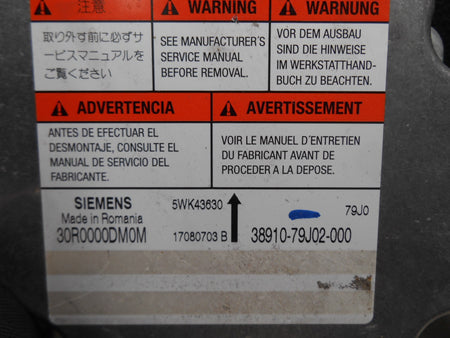 注意
WARNING
WARNUNG
取り外す前に必ずサ
ービスマニュアルを
ご覧ください
SEE MANUFACTURER'S
SERVICE MANUAL
BEFORE REMOVAL.
VOR DEM AUSBAU
SIND DIE HINWEISE
IM WERKSTATTHAND-
BUCH ZU BEACHTEN.
ADVERTENCIA
AVERTISSEMENT
ANTES DE EFECTUAR EL
DESMONTAJE, CONSULTE EL
MANUAL DE SERVICIO DEL
FABRICANTE.
VOIR LE MANUEL D'ENTRETIEN
DU FABRICANT AVANT DE
PROCEDER A LA DEPOSE.
SIEMENS
5WK43630
79J0
Made in Romania
30R0000DM0M
17080703 B
38910-79J02-000